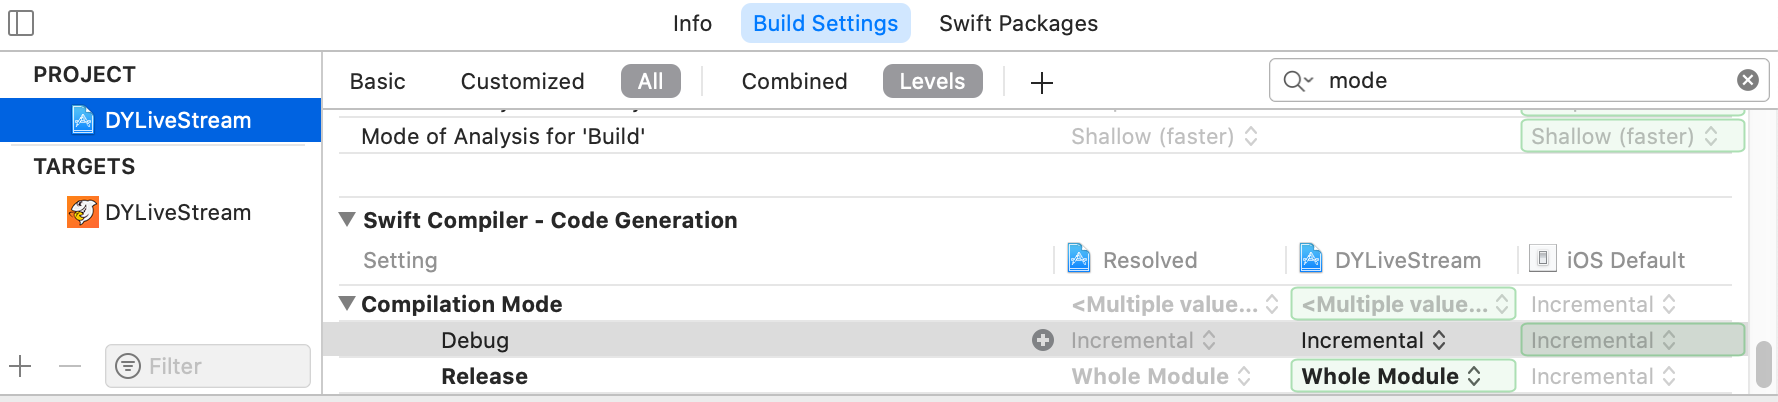 Info Build Settings Swift Packages
PROJECT
DYLiveStream
TARGETS
DYLiveStream
Filter
Basic Customized All Combined Levels mode
Mode of Analysis for 'Build' Shallow (faster) Shallow (faster)
Swift Compiler - Code Generation
Setting Resolved DYLiveStream iOS Default
Compilation Mode <Multiple value... <Multiple value... Incremental
Debug Incremental Incremental Incremental
Release Whole Module Whole Module Incremental